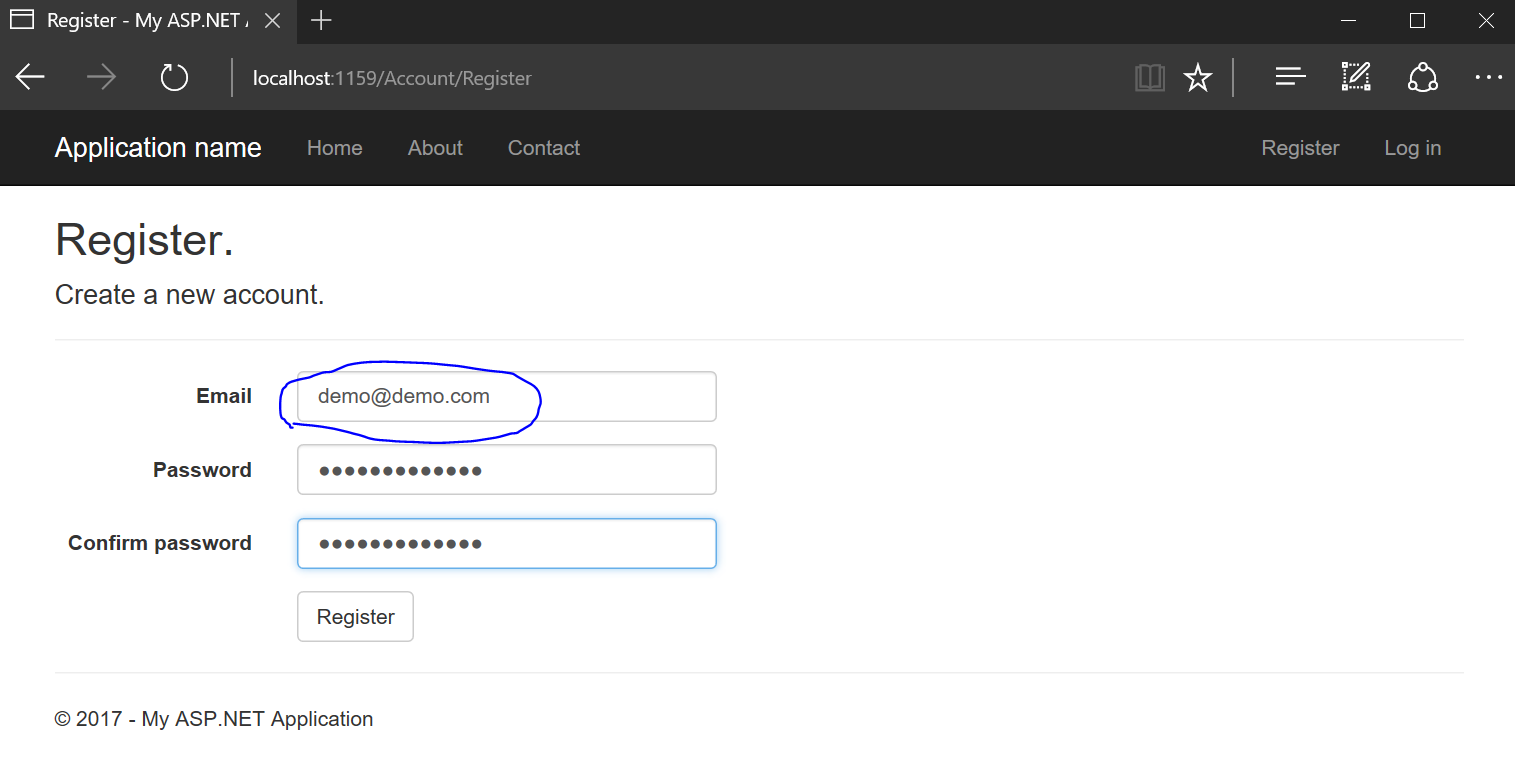 Register - My ASP.NET A
localhost:1159/Account/Register
Application name Home About Contact Register Log in
Register.
Create a new account.
Email demo@demo.com
Password •••••••••••••
Confirm password •••••••••••••
Register
© 2017 - My ASP.NET Application